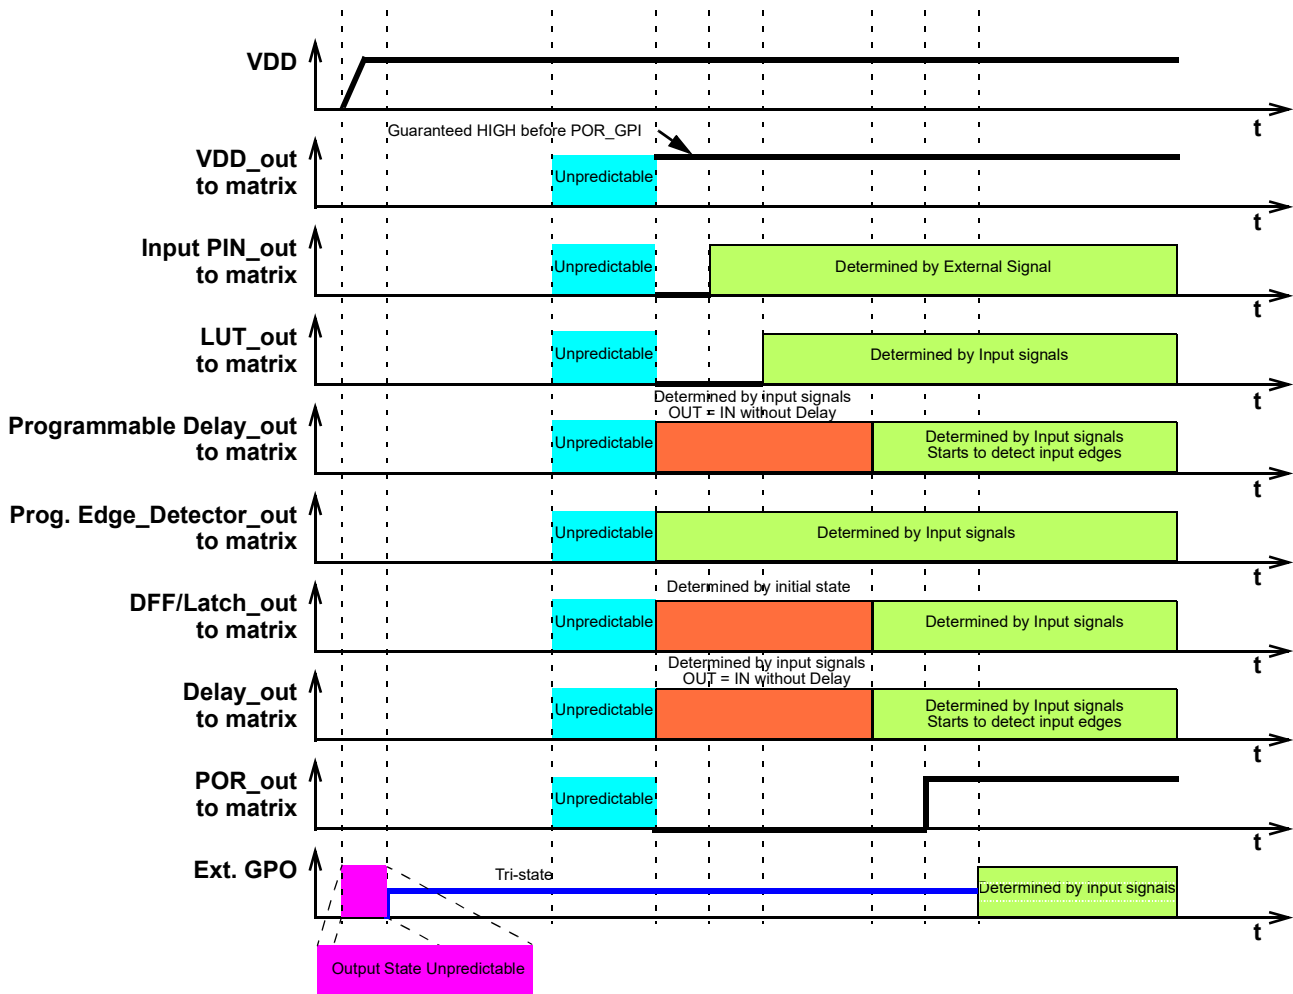 VDD
t
Guaranteed HIGH before POR_GPI
VDD_out
to matrix
Unpredictable
t
Input PIN_out
to matrix
Unpredictable
Determined by External Signal
t
LUT_out
to matrix
Unpredictable
Determined by Input signals
t
Determined by input signals
OUT = IN without Delay
Programmable Delay_out
to matrix
Unpredictable
Determined by Input signals
Starts to detect input edges
t
Prog. Edge_Detector_out
to matrix
Unpredictable
Determined by Input signals
t
Determined by initial state
DFF/Latch_out
to matrix
Unpredictable
Determined by Input signals
t
Determined by input signals
OUT = IN without Delay
Delay_out
to matrix
Unpredictable
Determined by Input signals
Starts to detect input edges
t
POR_out
to matrix
Unpredictable
t
Ext. GPO
Tri-state
Determined by input signals
t
Output State Unpredictable